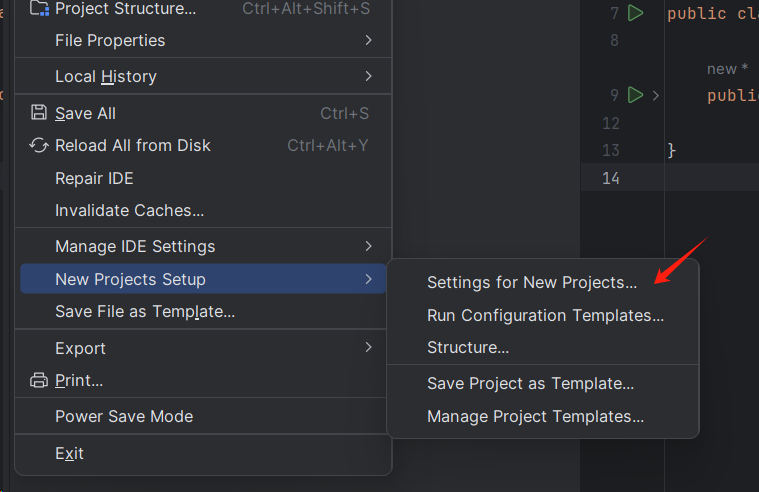 Project Structure... Ctrl+Alt+Shift+S
File Properties
Local History
Save All Ctrl+S
Reload All from Disk Ctrl+Alt+Y
Repair IDE
Invalidate Caches...
Manage IDE Settings
New Projects Setup
Save File as Template...
Export
Print...
Power Save Mode
Exit
Settings for New Projects...
Run Configuration Templates...
Structure...
Save Project as Template...
Manage Project Templates...
7 public cla
8
new *
9 public
12
13 }
14